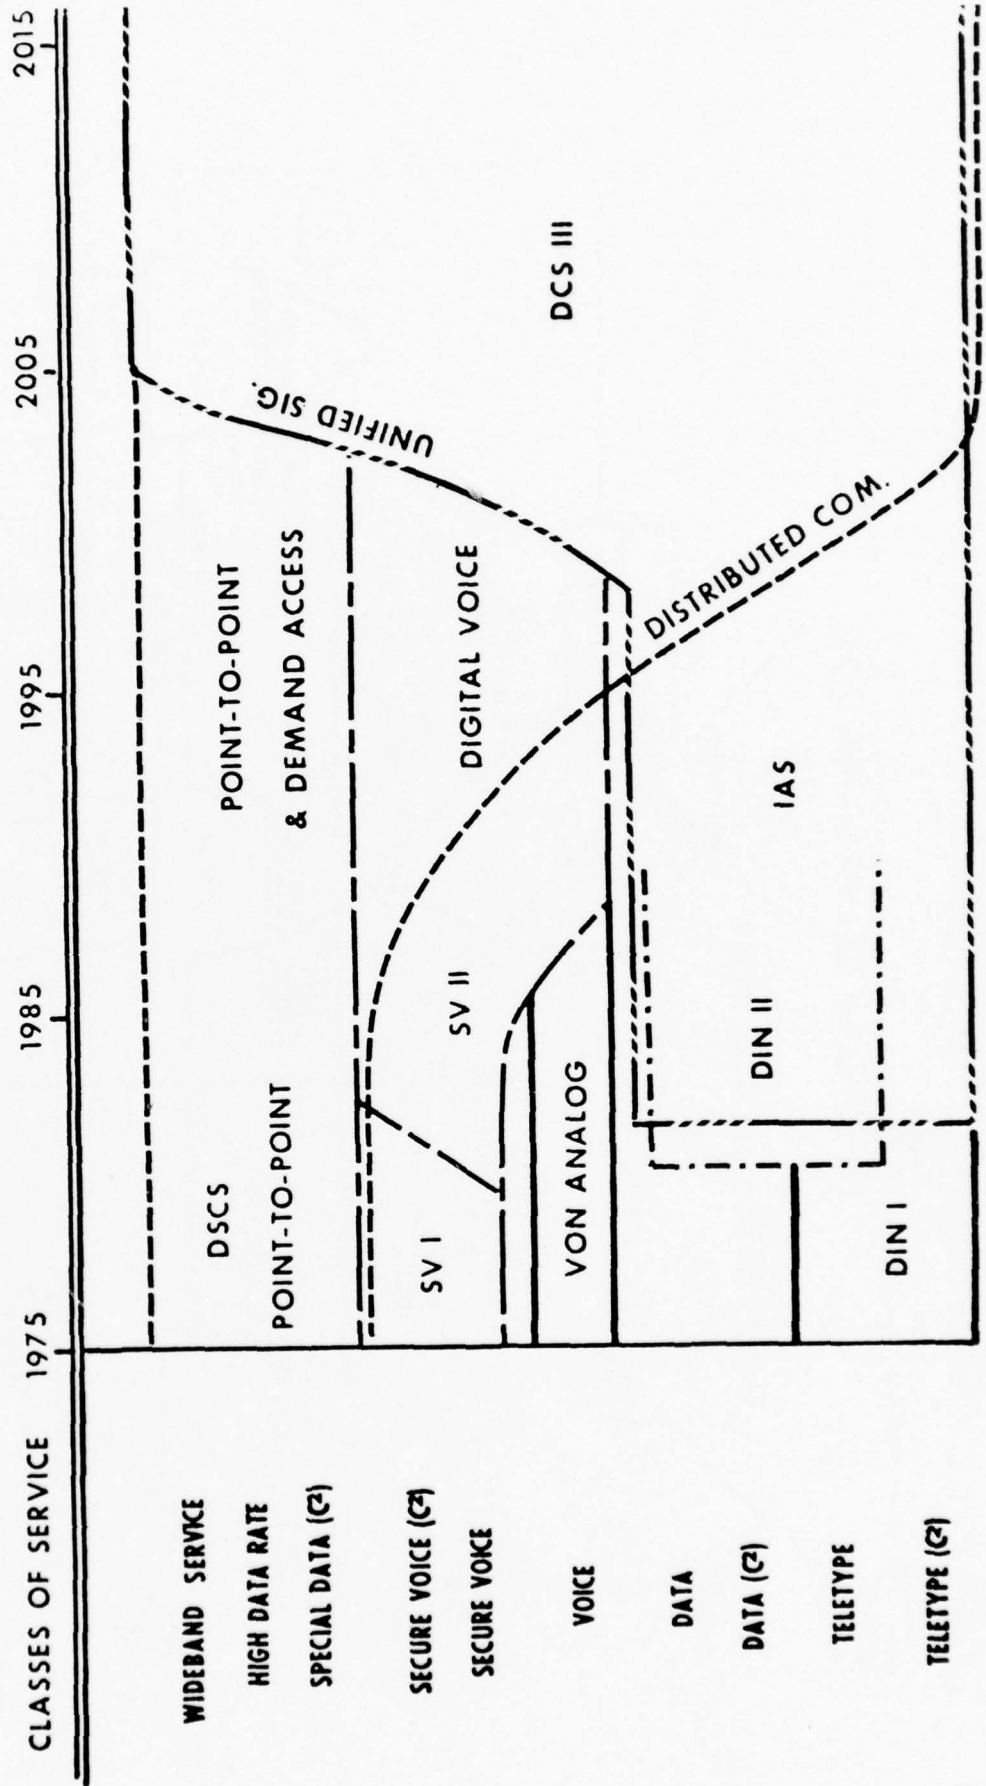 CLASSES OF SERVICE 1975 1985 1995 2005 2015
WIDEBAND SERVICE
HIGH DATA RATE
SPECIAL DATA (C²)
SECURE VOICE (C²)
SECURE VOICE
VOICE
DATA
DATA (C²)
TELETYPE
TELETYPE (C²)
DSCS
POINT-TO-POINT
POINT-TO-POINT
& DEMAND ACCESS
UNIFIED SIG.
SV I
SV II
DIGITAL VOICE
DCS III
VON ANALOG
DISTRIBUTED COM.
DIN II
IAS
DIN I